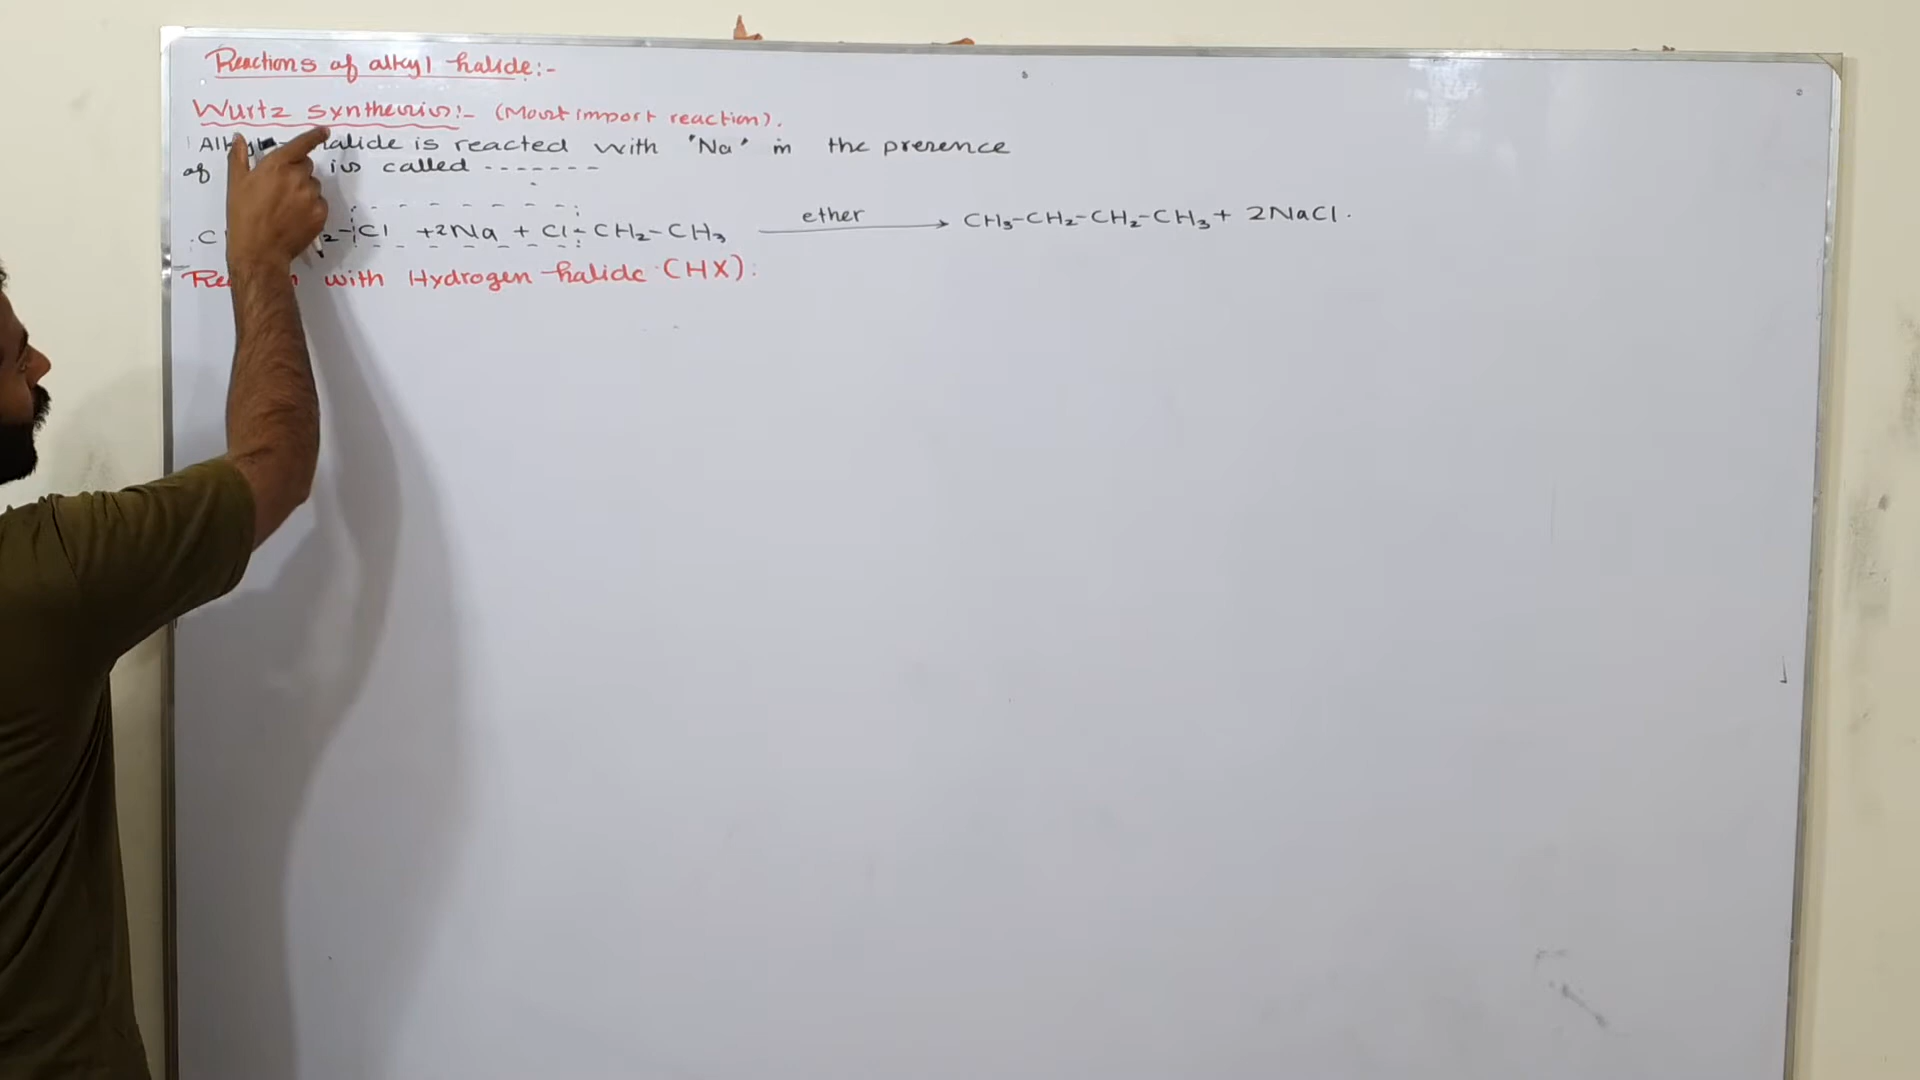 Reactions of alkyl halide:-
Wurtz synthesis:- (Most import reaction).
halide is reacted with 'Na' in the presence
of is called -------
2-Cl +2Na + Cl-CH2-CH3 ether → CH3-CH2-CH2-CH3 + 2NaCl.
with Hydrogen halide (HX):